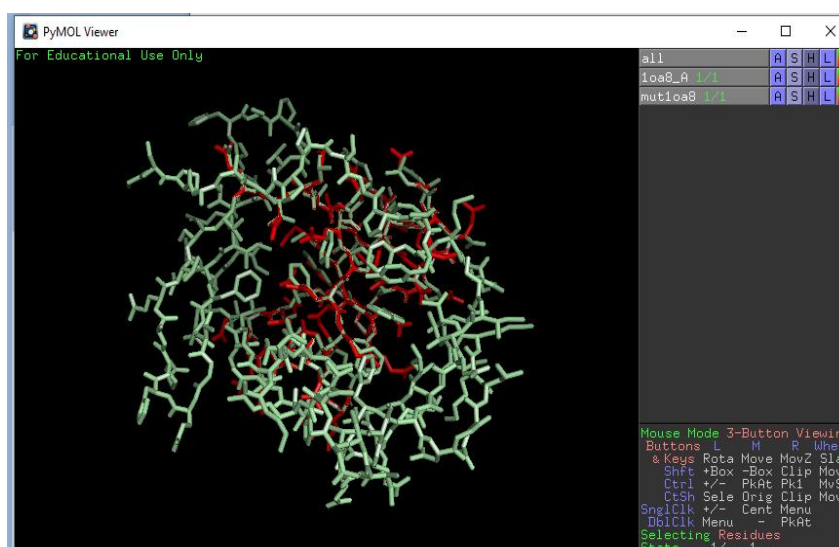 PyMOL Viewer
For Educational Use Only
all A S H L
1oa8_A 1/1 A S H L
mut1oa8 1/1 A S H L
Mouse Mode 3-Button Viewin
Buttons L M R Whe
& Keys Rota Move MovZ Sla
Shft +Box -Box Clip Mov
Ctrl +/- PkAt Pk1 MvS
CtSh Sele Orig Clip Mov
SnglClk +/- Cent Menu
DblClk Menu - PkAt
Selecting Residues